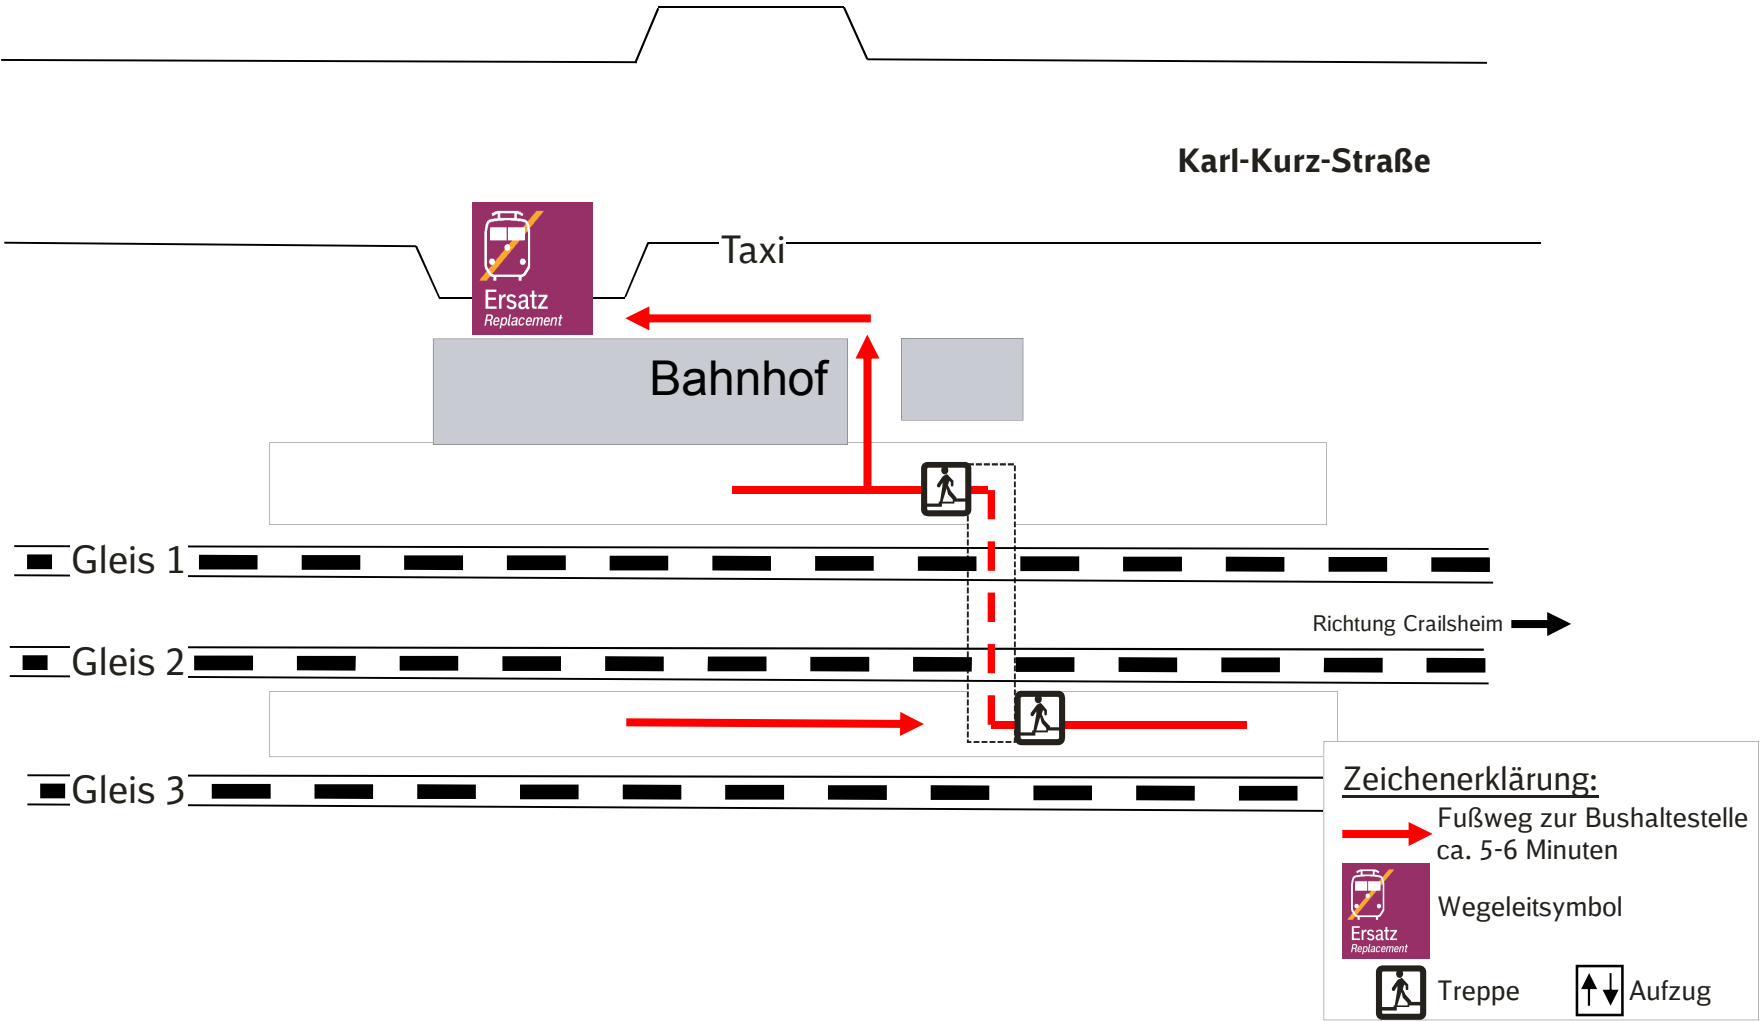 Karl-Kurz-Straße
Taxi
Ersatz
Replacement
Bahnhof
Gleis 1
Richtung Crailsheim
Gleis 2
Gleis 3
Zeichenerklärung:
Fußweg zur Bushaltestelle
ca. 5-6 Minuten
Ersatz
Replacement
Wegeleitsymbol
Treppe
Aufzug